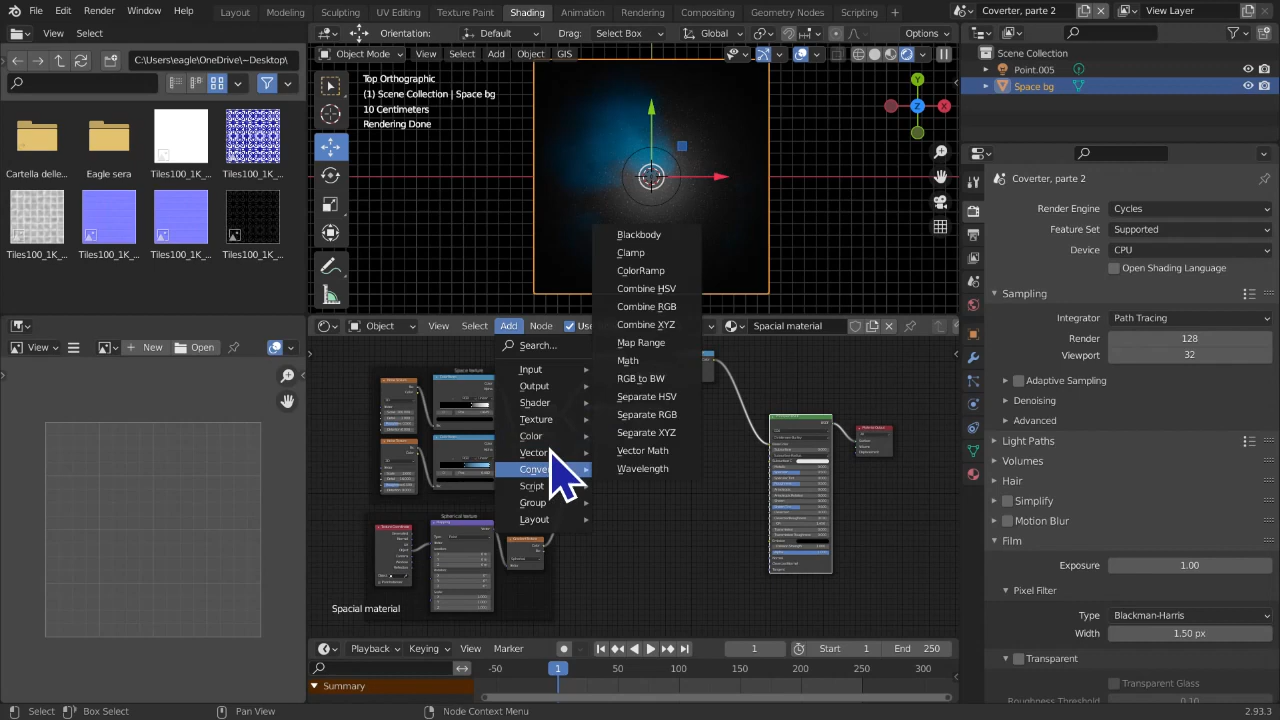 File Edit Render Window Help
Layout Modeling Sculpting UV Editing Texture Paint Shading Animation Rendering Compositing Geometry Nodes Scripting +
Coverter, parte 2
View Layer
View Select
C:\Users\eagle\OneDrive\~Desktop\
Cartella delle...
Eagle sera
Tiles100_1K_...
Tiles100_1K_...
Tiles100_1K_...
Tiles100_1K_...
Tiles100_1K_...
Tiles100_1K_...
Orientation: Default Drag: Select Box Global Options
Object Mode View Select Add Object GIS
Top Orthographic
(1) Scene Collection | Space bg
10 Centimeters
Rendering Done
Y
Z
X
Blackbody
Clamp
ColorRamp
Combine HSV
Combine RGB
Combine XYZ
Map Range
Math
RGB to BW
Separate HSV
Separate RGB
Separate XYZ
Vector Math
Wavelength
Object View Select Add Node Use
Spacial material
Search...
Input
Output
Shader
Texture
Color
Vector
Conver
Script
Group
Layout
Space texture
Spherical texture
Spacial material
View + New Open
Playback Keying View Marker 1 Start 1 End 250
-50 1 50 100 150 200 250 300
Summary
Scene Collection
Point.005
Space bg
Coverter, parte 2
Render Engine Cycles
Feature Set Supported
Device CPU
Open Shading Language
Sampling
Integrator Path Tracing
Render 128
Viewport 32
Adaptive Sampling
Denoising
Advanced
Light Paths
Volumes
Hair
Simplify
Motion Blur
Film
Exposure 1.00
Pixel Filter
Type Blackman-Harris
Width 1.50 px
Transparent
Transparent Glass
Roughness Threshold 0.10
Select Box Select Pan View Node Context Menu 2.93.3